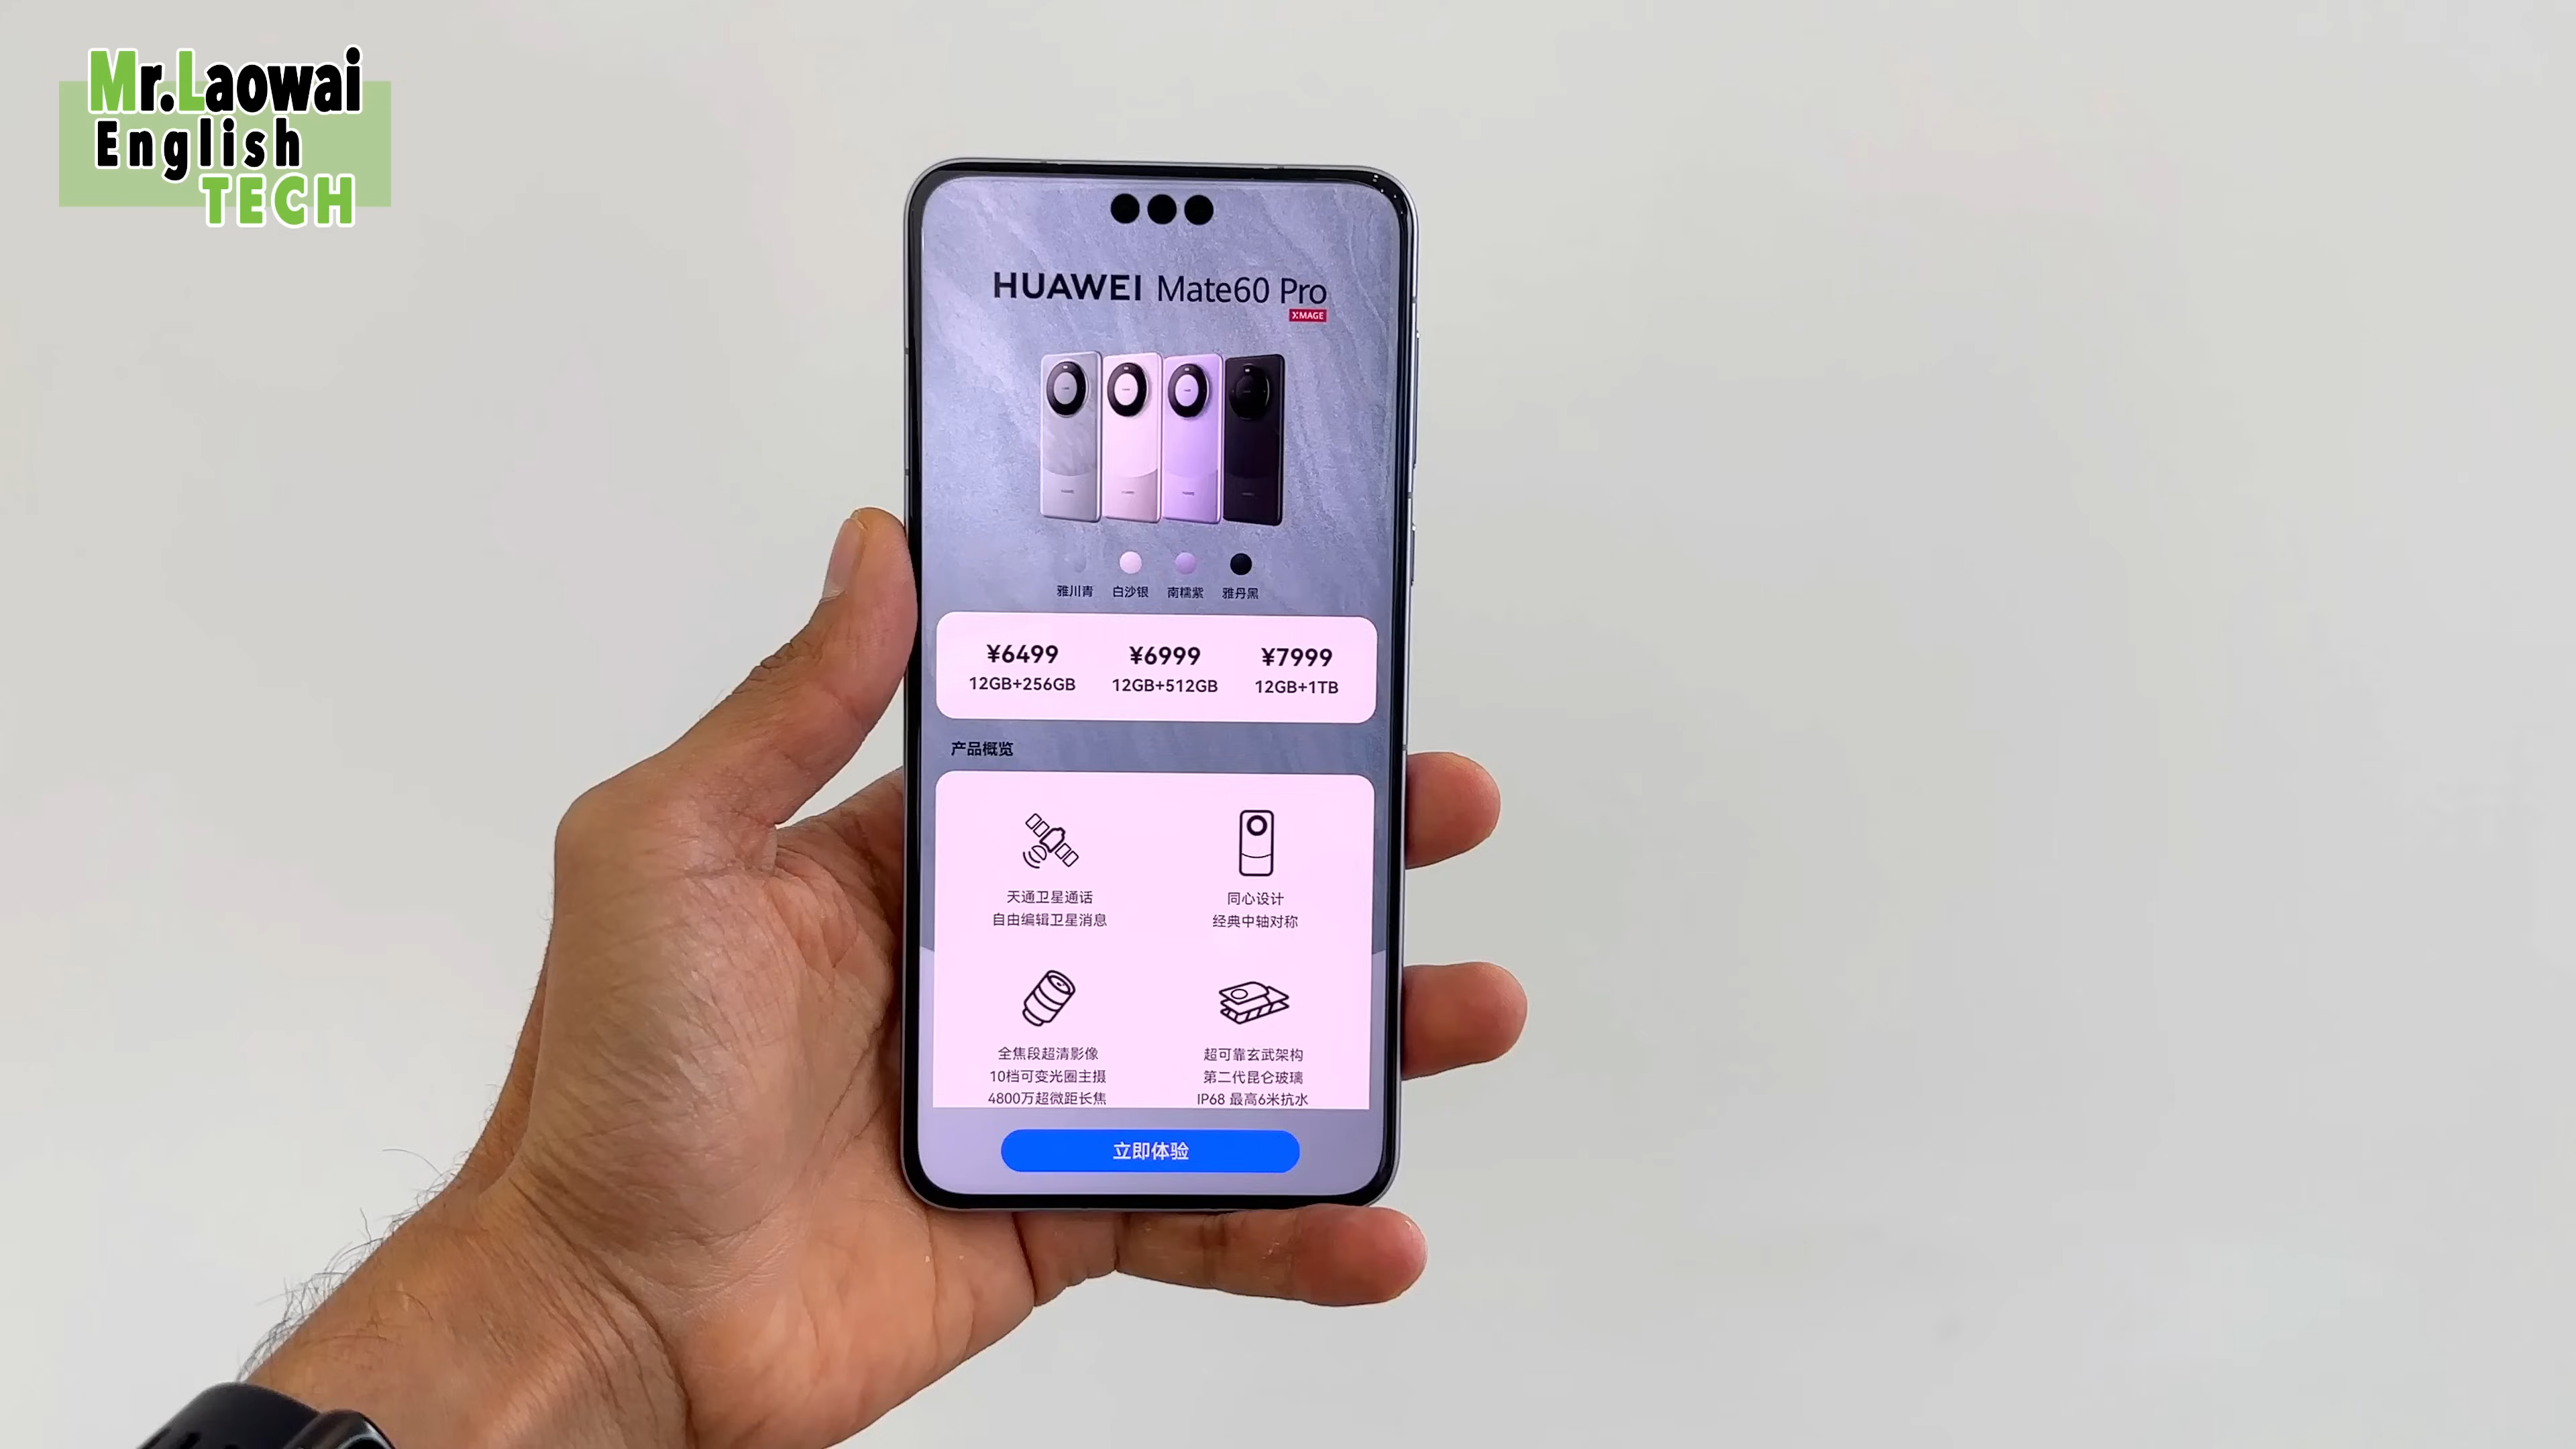 Mr.Laowai
English
TECH
HUAWEI Mate60 Pro
XMAGE
雅川青 白沙银 南糯紫 雅丹黑
¥6499 ¥6999 ¥7999
12GB+256GB 12GB+512GB 12GB+1TB
产品概览
天通卫星通话
自由编辑卫星消息
同心设计
经典中轴对称
全焦段超清影像
10档可变光圈主摄
4800万超微距长焦
超可靠玄武架构
第二代昆仑玻璃
IP68 最高6米抗水
立即体验